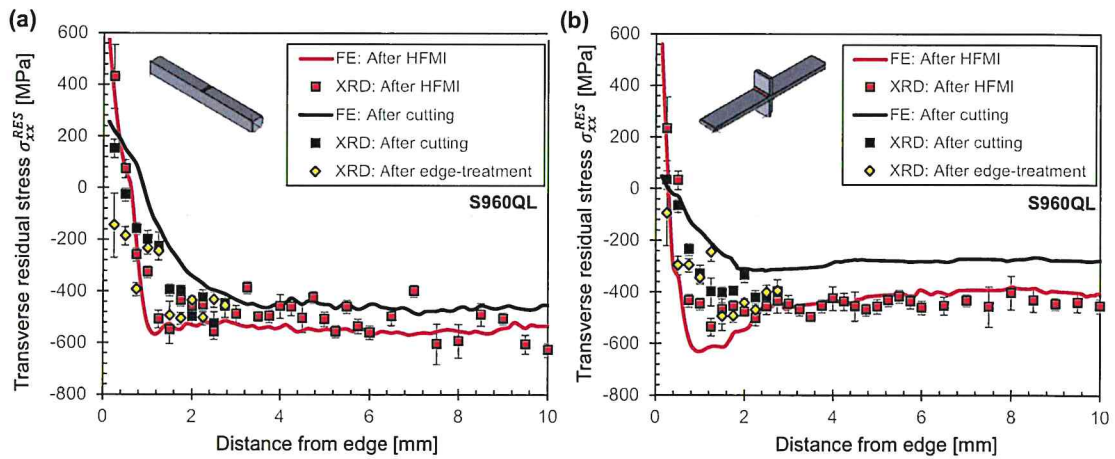 (a)
Transverse residual stress σxx^RES [MPa]
600
400
200
0
-200
-400
-600
-800
FE: After HFMI
XRD: After HFMI
FE: After cutting
XRD: After cutting
XRD: After edge-treatment
S960QL
0 2 4 6 8 10
Distance from edge [mm]
(b)
Transverse residual stress σxx^RES [MPa]
600
400
200
0
-200
-400
-600
-800
FE: After HFMI
XRD: After HFMI
FE: After cutting
XRD: After cutting
XRD: After edge-treatment
S960QL
0 2 4 6 8 10
Distance from edge [mm]